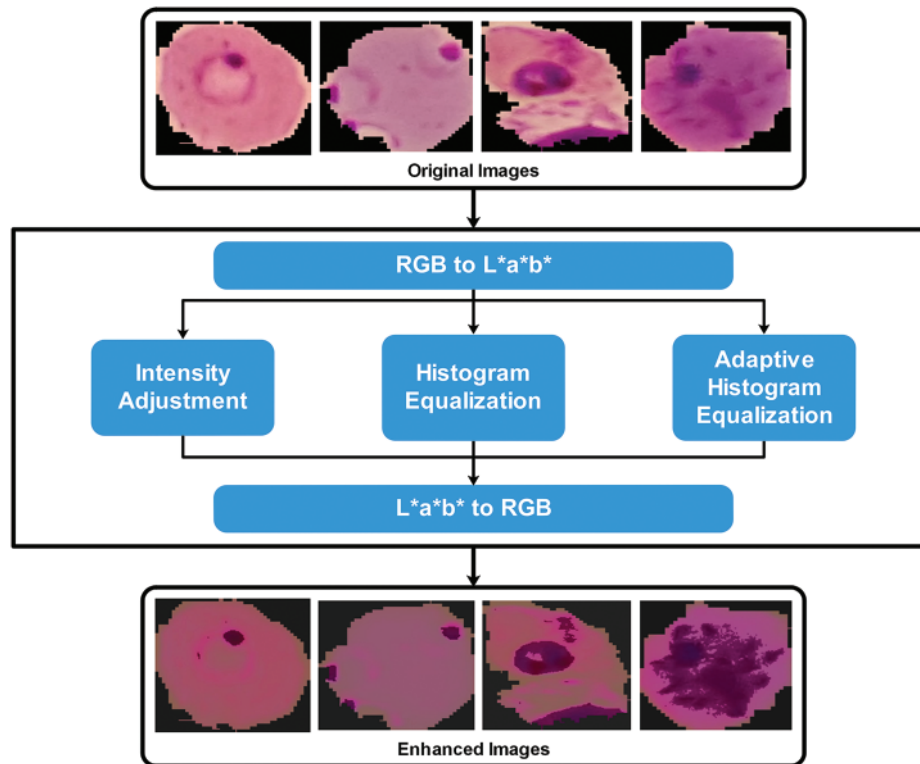 Original Images
RGB to L*a*b*
Intensity
Adjustment
Histogram
Equalization
Adaptive
Histogram
Equalization
L*a*b* to RGB
Enhanced Images